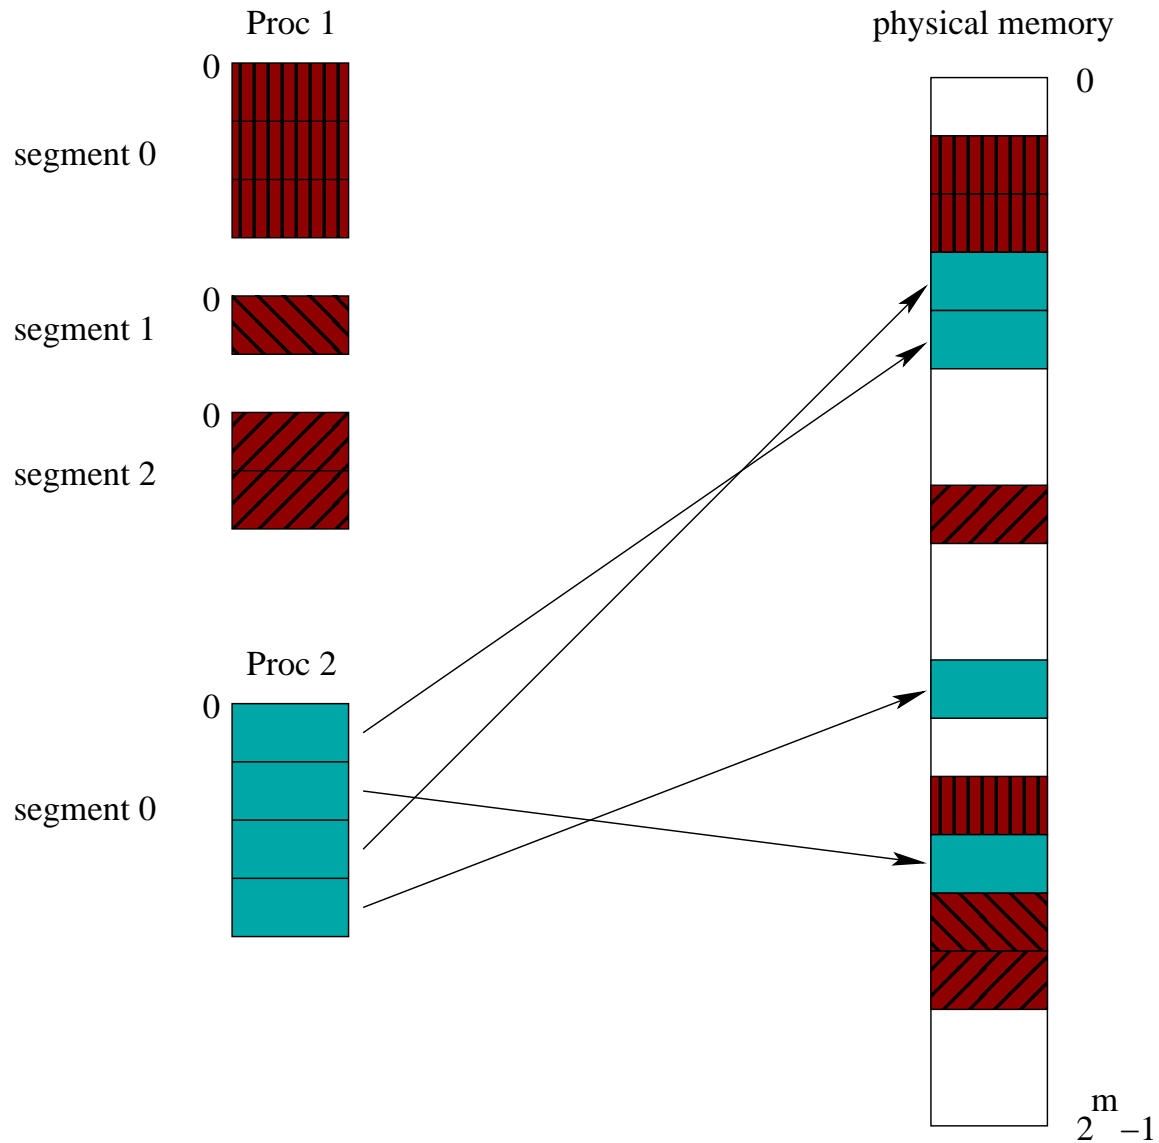 Proc 1
physical memory
0
0
segment 0
0
segment 1
0
segment 2
Proc 2
0
segment 0
2^m−1